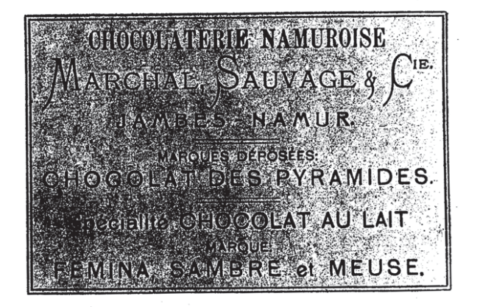 CHOCOLATERIE NAMUROISE
MARCHAL, SAUVAGE & CIE.
JAMBES-NAMUR.
MARQUES DÉPOSÉES:
CHOCOLAT DES PYRAMIDES.
Spécialité CHOCOLAT AU LAIT
MARQUE:
FEMINA, SAMBRE et MEUSE.